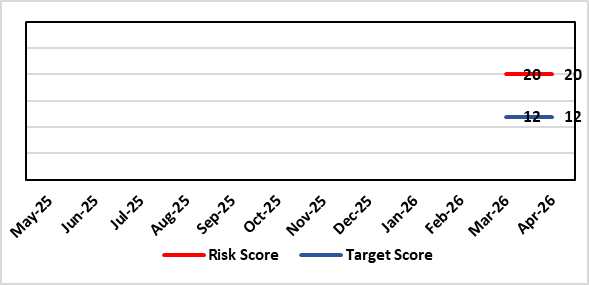 20 20
12 12
May-25 Jun-25 Jul-25 Aug-25 Sep-25 Oct-25 Nov-25 Dec-25 Jan-26 Feb-26 Mar-26 Apr-26
Risk Score Target Score